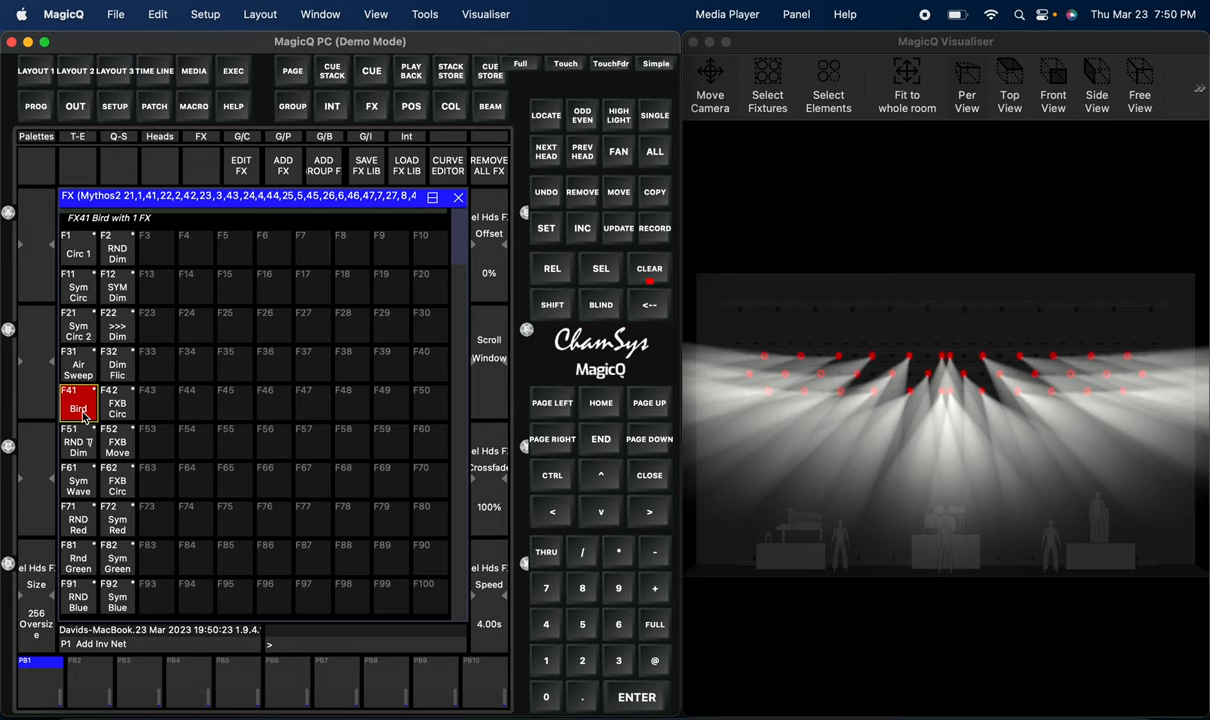 MagicQ File Edit Setup Layout Window View Tools Visualiser Media Player Panel Help Thu Mar 23 7:50 PM
MagicQ PC (Demo Mode)
MagicQ Visualiser
LAYOUT 1 LAYOUT 2 LAYOUT 3 TIME LINE MEDIA EXEC
PAGE CUE STACK CUE PLAY BACK STACK STORE CUE STORE
Full Touch TouchFdr Simple
PROG OUT SETUP PATCH MACRO HELP GROUP INT FX POS COL BEAM
Palettes T-E Q-S Heads FX G/C G/P G/B G/I Int
EDIT FX
ADD FX
ADD GROUP F
SAVE FX LIB
LOAD FX LIB
CURVE EDITOR
REMOVE ALL FX
FX (Mythos2 21,1,41,22,2,42,23,3,43,24,4,44,25,5,45,26,6,46,47,7,27,8,4
FX41 Bird with 1 FX
F1 Circ 1 F2 RND Dim F3 F4 F5 F6 F7 F8 F9 F10
F11 Sym Circ F12 SYM Dim F13 F14 F15 F16 F17 F18 F19 F20
F21 Sym Circ 2 F22 >>> Dim F23 F24 F25 F26 F27 F28 F29 F30
F31 Air Sweep F32 Dim Flic F33 F34 F35 F36 F37 F38 F39 F40
F41 Bird F42 FXB Circ F43 F44 F45 F46 F47 F48 F49 F50
F51 RND T/ Dim F52 FXB Move F53 F54 F55 F56 F57 F58 F59 F60
F61 Sym Wave F62 FXB Circ F63 F64 F65 F66 F67 F68 F69 F70
F71 RND Red F72 Sym Red F73 F74 F75 F76 F77 F78 F79 F80
F81 Rnd Green F82 Sym Green F83 F84 F85 F86 F87 F88 F89 F90
F91 RND Blue F92 Sym Blue F93 F94 F95 F96 F97 F98 F99 F100
el Hds F
Offset
0%
Scroll
Window
el Hds F
Crossfade
100%
el Hds F
Speed
4.00s
el Hds F
Size
256
Oversiz
e
A
B
C
D
Davids-MacBook.23 Mar 2023 19:50:23 1.9.4.
P1 Add Inv Net
>
PB1 PB2 PB3 PB4 PB5 PB6 PB7 PB8 PB9 PB10
LOCATE ODD EVEN HIGH LIGHT SINGLE
NEXT HEAD PREV HEAD FAN ALL
UNDO REMOVE MOVE COPY
SET INC UPDATE RECORD
REL SEL CLEAR
SHIFT BLIND <--
ChamSys
MagicQ
PAGE LEFT HOME PAGE UP
PAGE RIGHT END PAGE DOWN
CTRL ^ CLOSE
< v >
THRU / * -
7 8 9 +
4 5 6 FULL
1 2 3 @
0 . ENTER
Move Camera
Select Fixtures
Select Elements
Fit to whole room
Per View
Top View
Front View
Side View
Free View
»